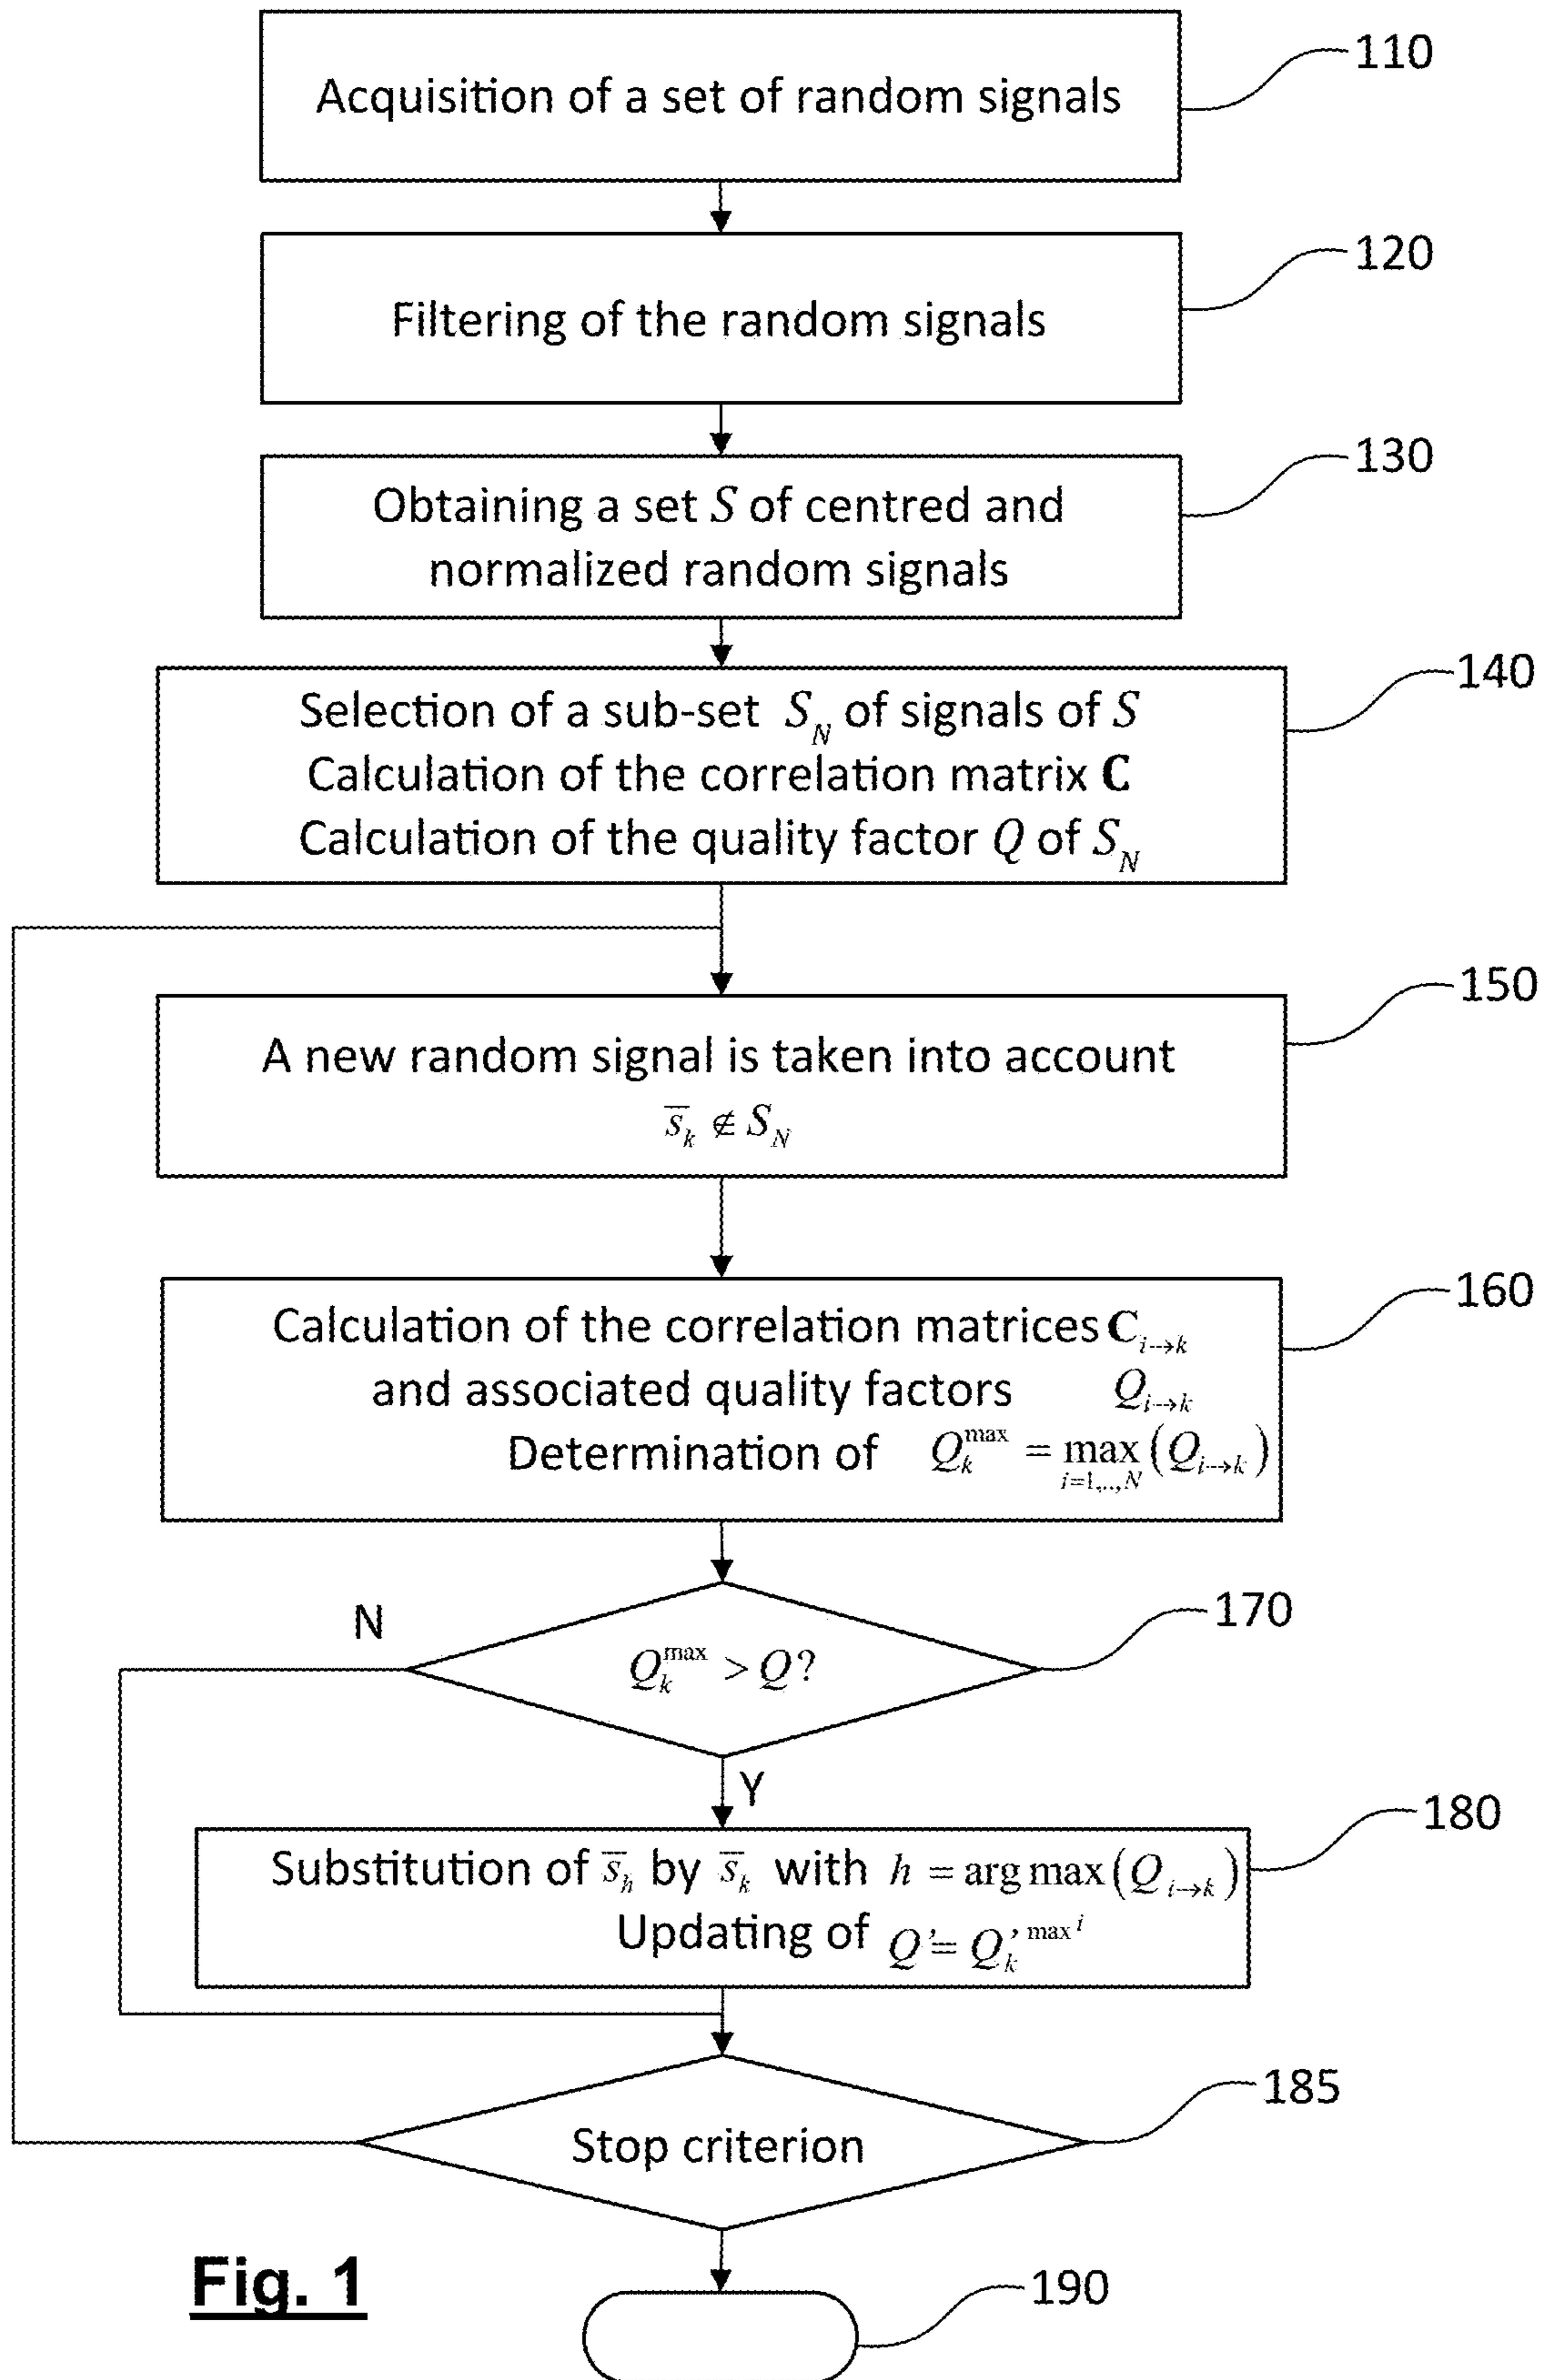 Acquisition of a set of random signals
110
Filtering of the random signals
120
Obtaining a set S of centred and
normalized random signals
130
Selection of a sub-set S_N of signals of S
Calculation of the correlation matrix C
Calculation of the quality factor Q of S_N
140
A new random signal is taken into account
s̅_k ∉ S_N
150
Calculation of the correlation matrices C_{i→k}
and associated quality factors Q_{i→k}
Determination of Q_k^{max} = max_{i=1,..,N} (Q_{i→k})
160
N
Q_k^{max} > Q?
170
Y
Substitution of s̅_h by s̅_k with h = arg max (Q_{i→k})
i
Updating of Q' = Q'_k^{max}
180
Stop criterion
185
190
Fig. 1